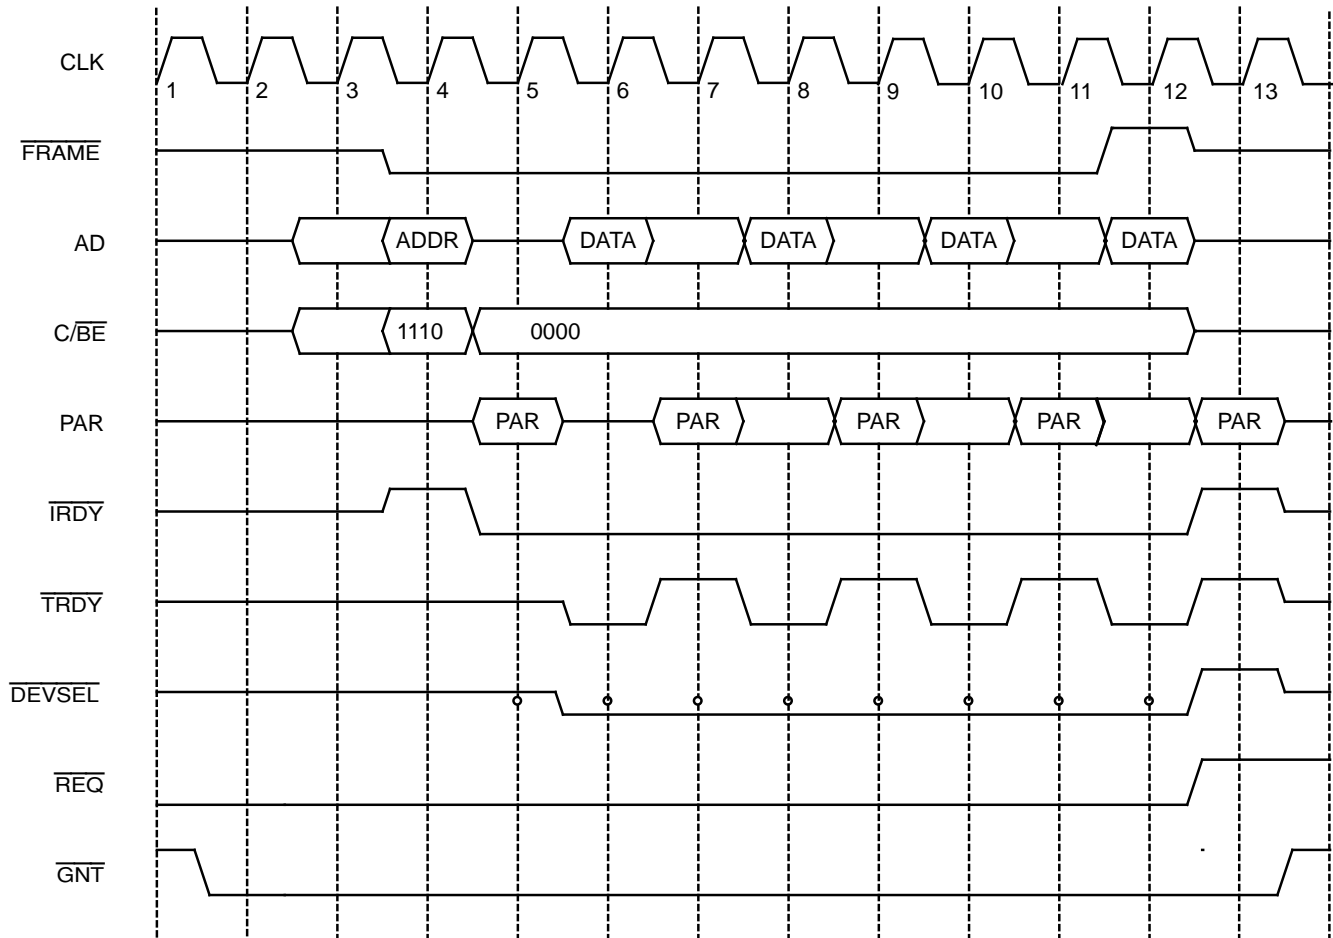 CLK
1 2 3 4 5 6 7 8 9 10 11 12 13
FRAME
AD ADDR DATA DATA DATA DATA
C/BE 1110 0000
PAR PAR PAR PAR PAR PAR
IRDY
TRDY
DEVSEL
REQ
GNT